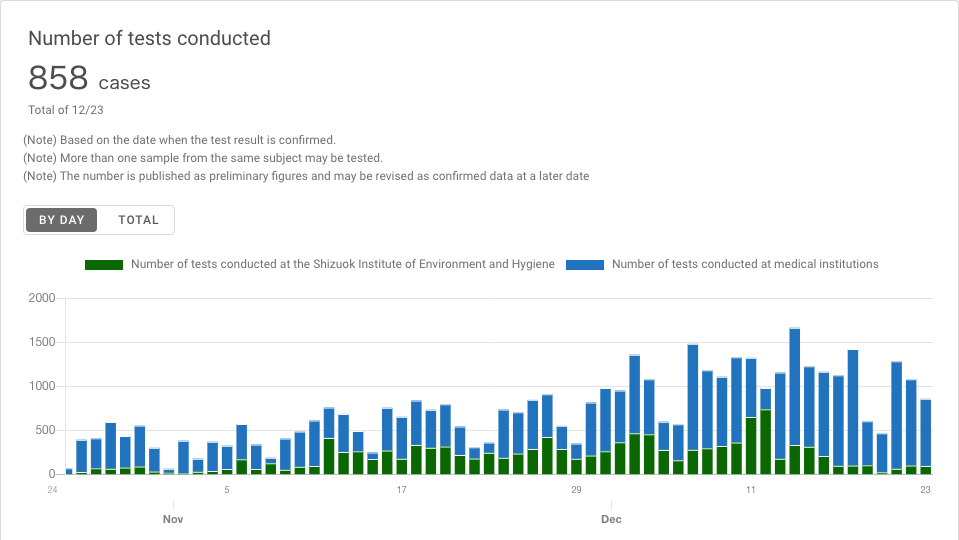 Number of tests conducted
858 cases
Total of 12/23
(Note) Based on the date when the test result is confirmed.
(Note) More than one sample from the same subject may be tested.
(Note) The number is published as preliminary figures and may be revised as confirmed data at a later date
BY DAY TOTAL
Number of tests conducted at the Shizuok Institute of Environment and Hygiene Number of tests conducted at medical institutions
2000
1500
1000
500
0
24 5 17 29 11 23
Nov Dec